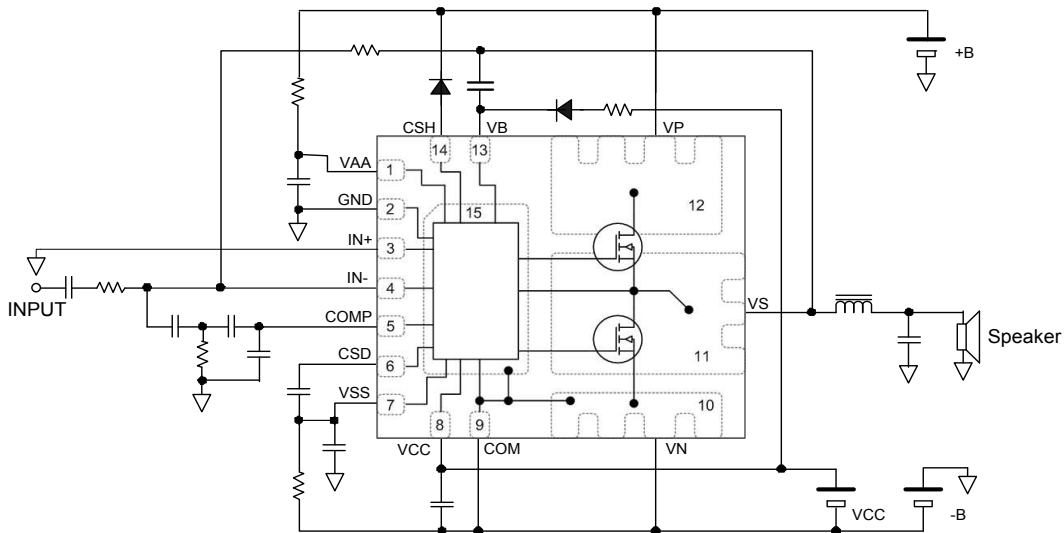 +B
CSH
VB
VP
14
13
VAA
1
GND
2
15
12
IN+
3
IN-
4
INPUT
VS
COMP
5
Speaker
CSD
6
11
VSS
7
10
8
9
VCC
COM
VN
VCC
-B